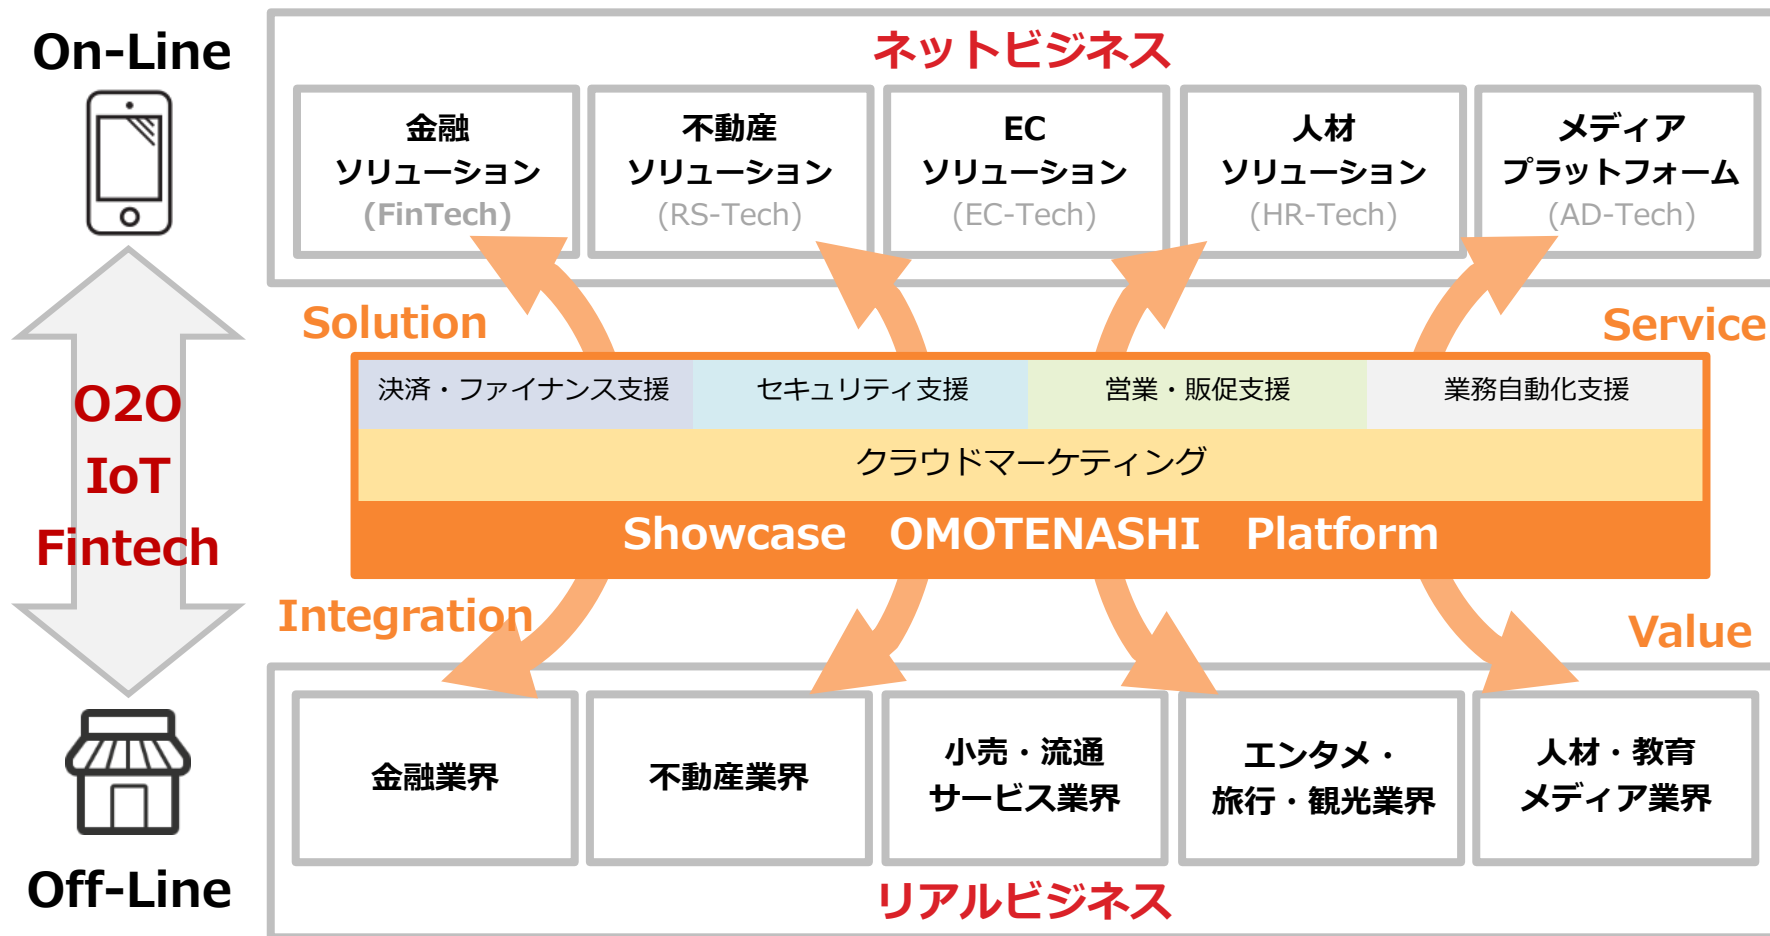 On-Line
ネットビジネス
金融
ソリューション
(FinTech)
不動産
ソリューション
(RS-Tech)
EC
ソリューション
(EC-Tech)
人材
ソリューション
(HR-Tech)
メディア
プラットフォーム
(AD-Tech)
Solution
Service
O2O
IoT
Fintech
決済・ファイナンス支援
セキュリティ支援
営業・販促支援
業務自動化支援
クラウドマーケティング
Showcase OMOTENASHI Platform
Integration
Value
金融業界
不動産業界
小売・流通
サービス業界
エンタメ・
旅行・観光業界
人材・教育
メディア業界
Off-Line
リアルビジネス